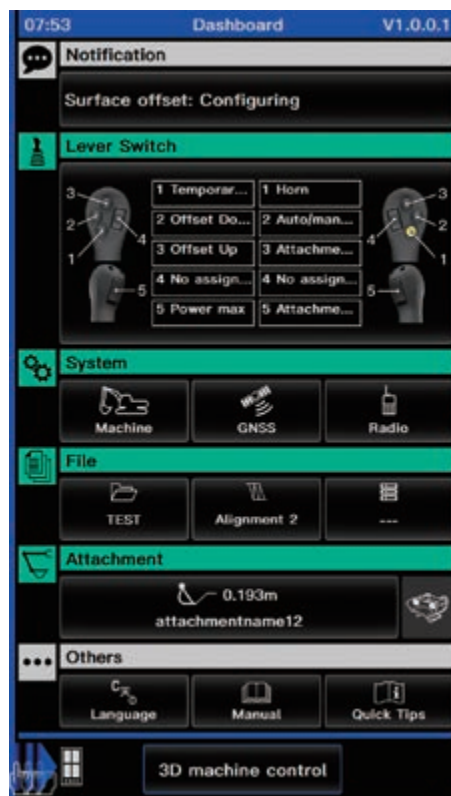 07:53 Dashboard V1.0.0.1
Notification
Surface offset: Configuring
Lever Switch
3 1 Temporar... 1 Horn 3
2 2 Offset Do... 2 Auto/man... 2
4 3 Offset Up 3 Attachme... 4
1 4 No assign... 4 No assign... 1
5 5 Power max 5 Attachme... 5
System
Machine GNSS Radio
File
TEST Alignment 2 ---
Attachment
0.193m
attachmentname12
Others
Language Manual Quick Tips
3D machine control